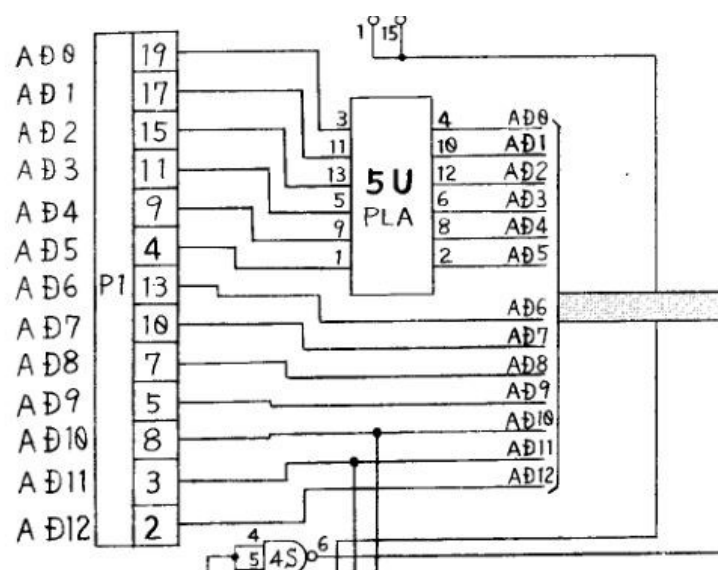 1 15
AD0 19
AD1 17
AD2 15
AD3 11
AD4 9
AD5 4
AD6 P1 13
AD7 10
AD8 7
AD9 5
AD10 8
AD11 3
AD12 2
3 4 AD0
11 10 AD1
13 12 AD2
5 5U 6 AD3
9 PLA 8 AD4
1 2 AD5
AD6
AD7
AD8
AD9
AD10
AD11
AD12
4 6
5 4S